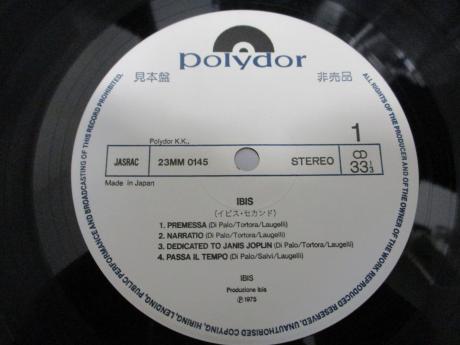 polydor
見本盤
非売品
Polydor K.K.,
1
JASRAC 23MM 0145 STEREO 33 1/3
Made in Japan
IBIS
(イビス・セカンド)
1. PREMESSA (Di Palo/Tortora/Laugelli)
2. NARRATIO (Di Palo/Tortora/Laugelli)
3. DEDICATED TO JANIS JOPLIN (Di Palo/Tortora/Laugelli)
4. PASSA IL TEMPO (Di Palo/Salvi/Laugelli)
IBIS
Produzione Ibis
Ⓟ1975
ALL RIGHTS OF THE PRODUCER AND OF THE OWNER OF THE WORK REPRODUCED RESERVED. UNAUTHORISED COPYING, HIRING, LENDING, PUBLIC PERFORMANCE AND BROADCASTING OF THIS RECORD PROHIBITED.